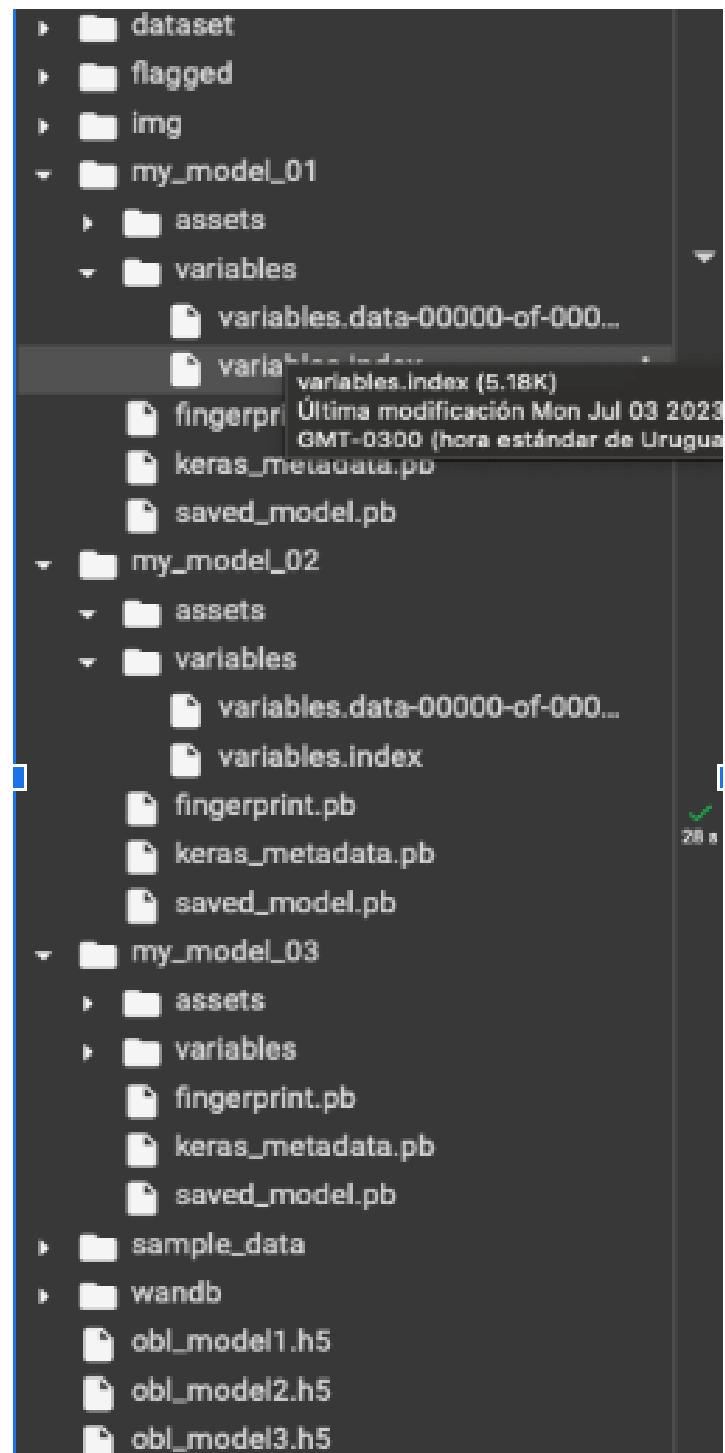 dataset
flagged
img
my_model_01
assets
variables
variables.data-00000-of-000...
variables.index (5.18K)
Última modificación Mon Jul 03 2023
GMT-0300 (hora estándar de Urugua
keras_metadata.pb
saved_model.pb
my_model_02
assets
variables
variables.data-00000-of-000...
variables.index
fingerprint.pb
keras_metadata.pb
saved_model.pb
my_model_03
assets
variables
fingerprint.pb
keras_metadata.pb
saved_model.pb
sample_data
wandb
obl_model1.h5
obl_model2.h5
obl_model3.h5
28 s